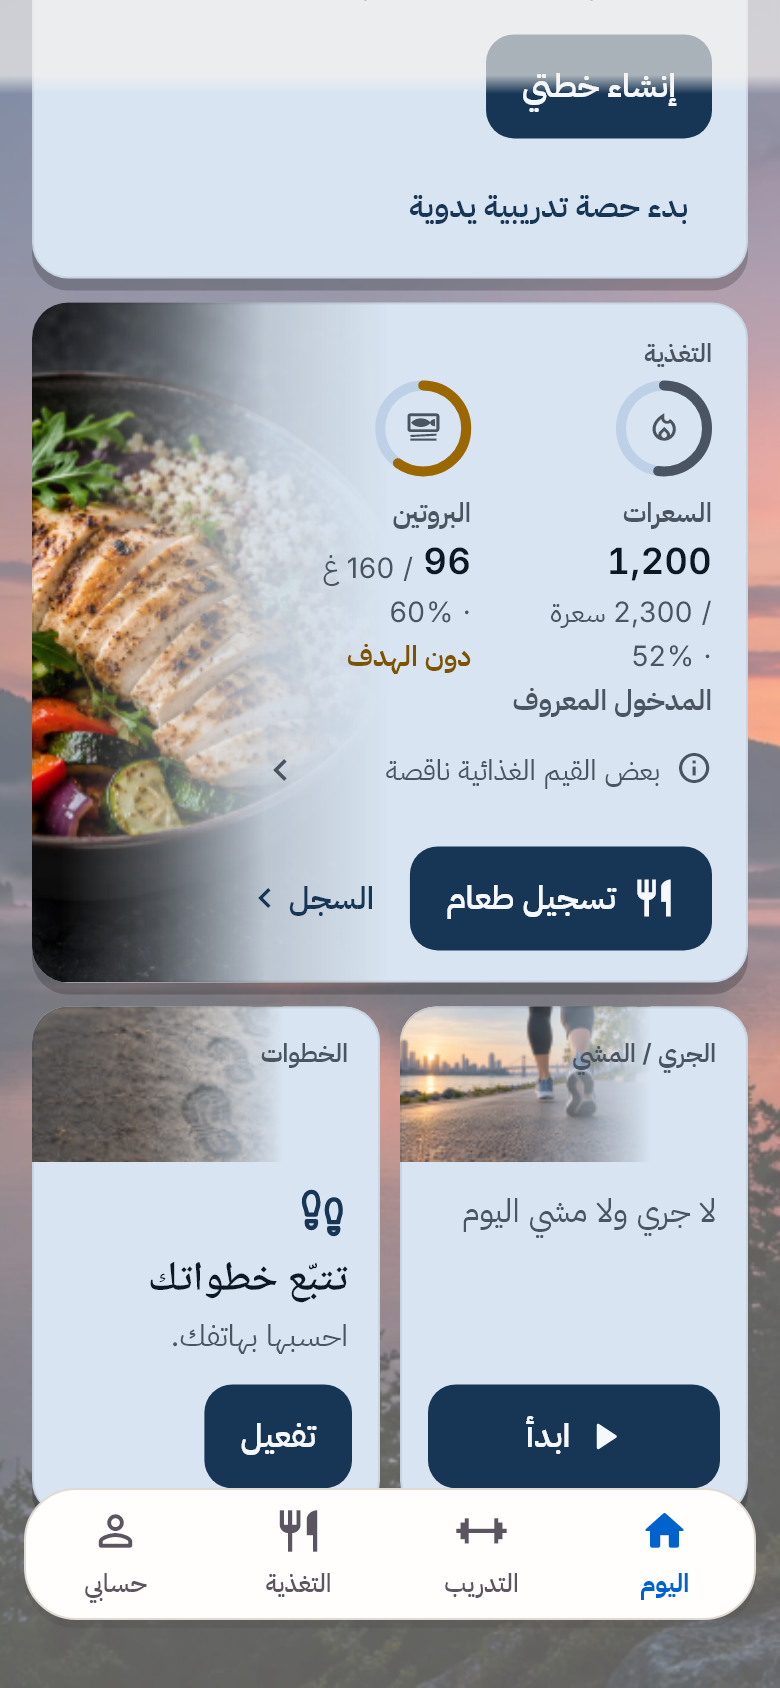 إنشاء خطتي
بدء حصة تدريبية يدوية
التغذية
السعرات
1,200
/ 2,300 سعرة
· 52%
المدخول المعروف
البروتين
96 / 160 غ
· 60%
دون الهدف
بعض القيم الغذائية ناقصة
تسجيل طعام
السجل
الجري / المشي
لا جري ولا مشي اليوم
ابدأ
الخطوات
تتبّع خطواتك
احسبها بهاتفك.
تفعيل
اليوم
التدريب
التغذية
حسابي